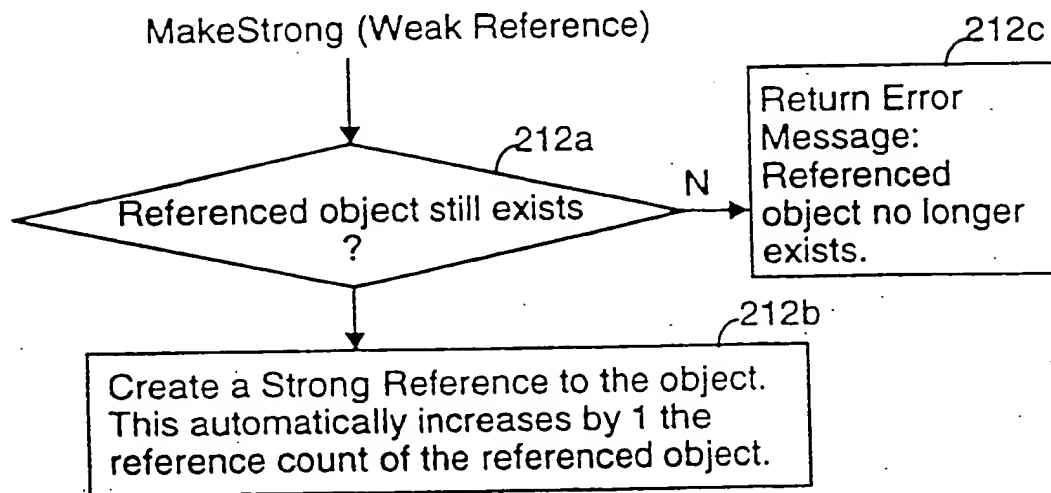 MakeStrong (Weak Reference)
212c
Return Error
Message:
Referenced
object no longer
exists.
212a
N
Referenced object still exists
?
212b
Create a Strong Reference to the object.
This automatically increases by 1 the
reference count of the referenced object.